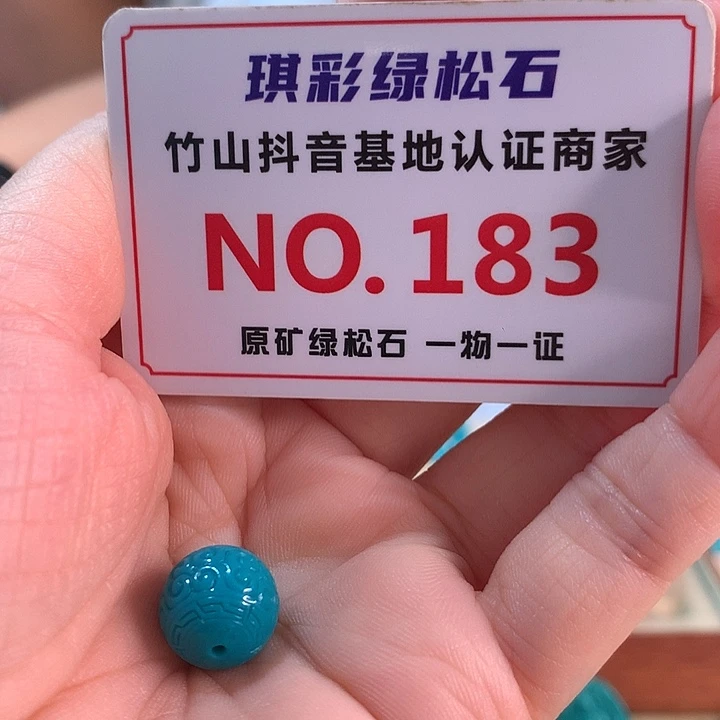 琪彩绿松石
竹山抖音基地认证商家
NO.183
原矿绿松石 一物一证